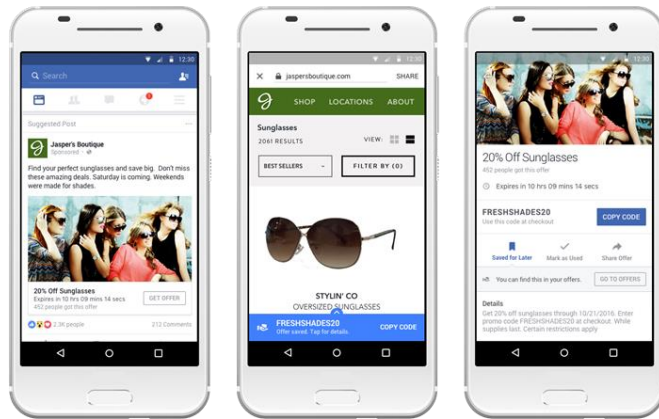 12:30
Search
Suggested Post
Jasper's Boutique
Sponsored
Find your perfect sunglasses and save big. Don't miss
these amazing deals. Saturday is coming. Weekends
were made for shades.
20% Off Sunglasses
Expires in 10 hrs 09 mins 14 secs
452 people got this offer
GET OFFER
2.3K people
212 Comments
12:30
jaspersboutique.com
SHARE
SHOP LOCATIONS ABOUT
Sunglasses
2061 RESULTS
VIEW:
BEST SELLERS
FILTER BY (0)
STYLIN' CO
OVERSIZED SUNGLASSES
FRESHSHADES20
Offer saved. Tap for details.
COPY CODE
12:30
20% Off Sunglasses
452 people got this offer
Expires in 10 hrs 09 mins 14 secs
FRESHSHADES20
Use this code at checkout
COPY CODE
Saved for Later
Mark as Used
Share Offer
You can find this in your offers.
GO TO OFFERS
Details
Get 20% off sunglasses through 10/21/2016. Enter
promo code FRESHSHADES20 at checkout. While
supplies last. Certain restrictions apply